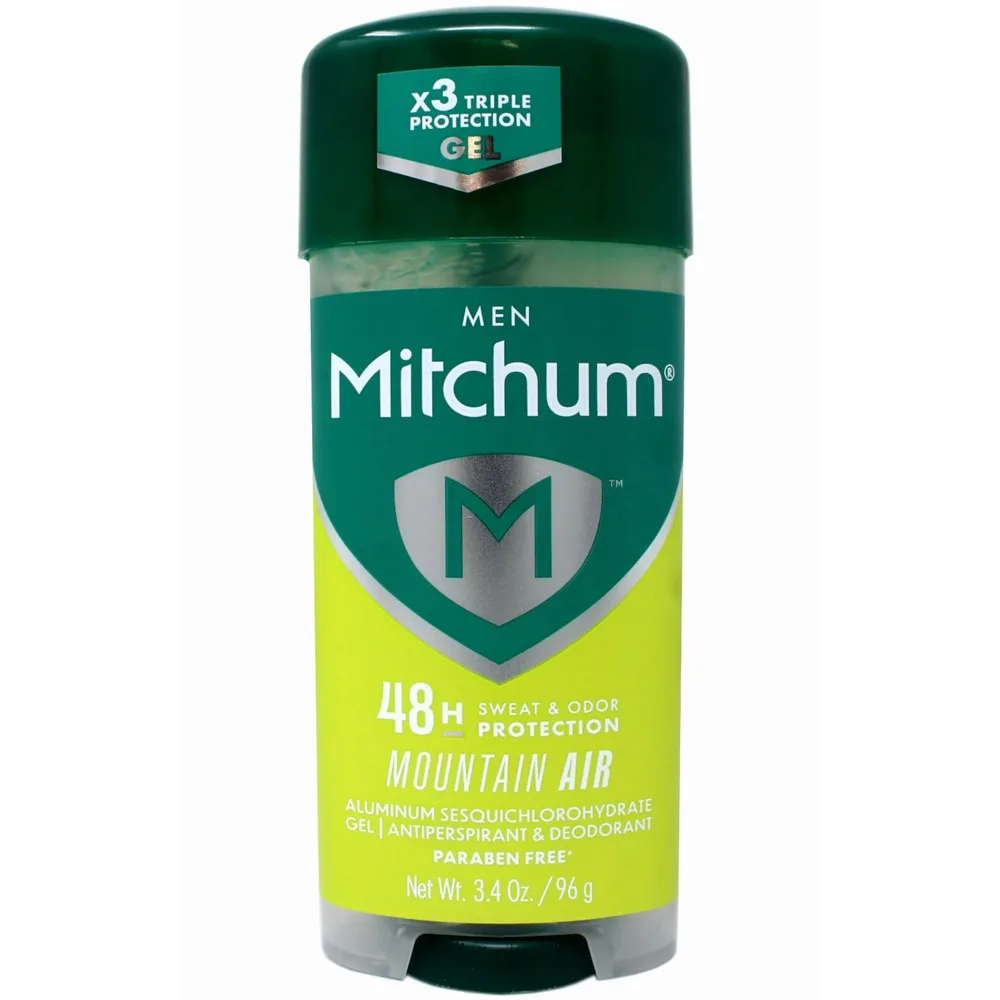 x3 TRIPLE
PROTECTION
GEL
MEN
Mitchum®
M™
48H SWEAT & ODOR
PROTECTION
MOUNTAIN AIR
ALUMINUM SESQUICHLOROHYDRATE
GEL | ANTIPERSPIRANT & DEODORANT
PARABEN FREE*
Net Wt. 3.4 Oz. / 96 g